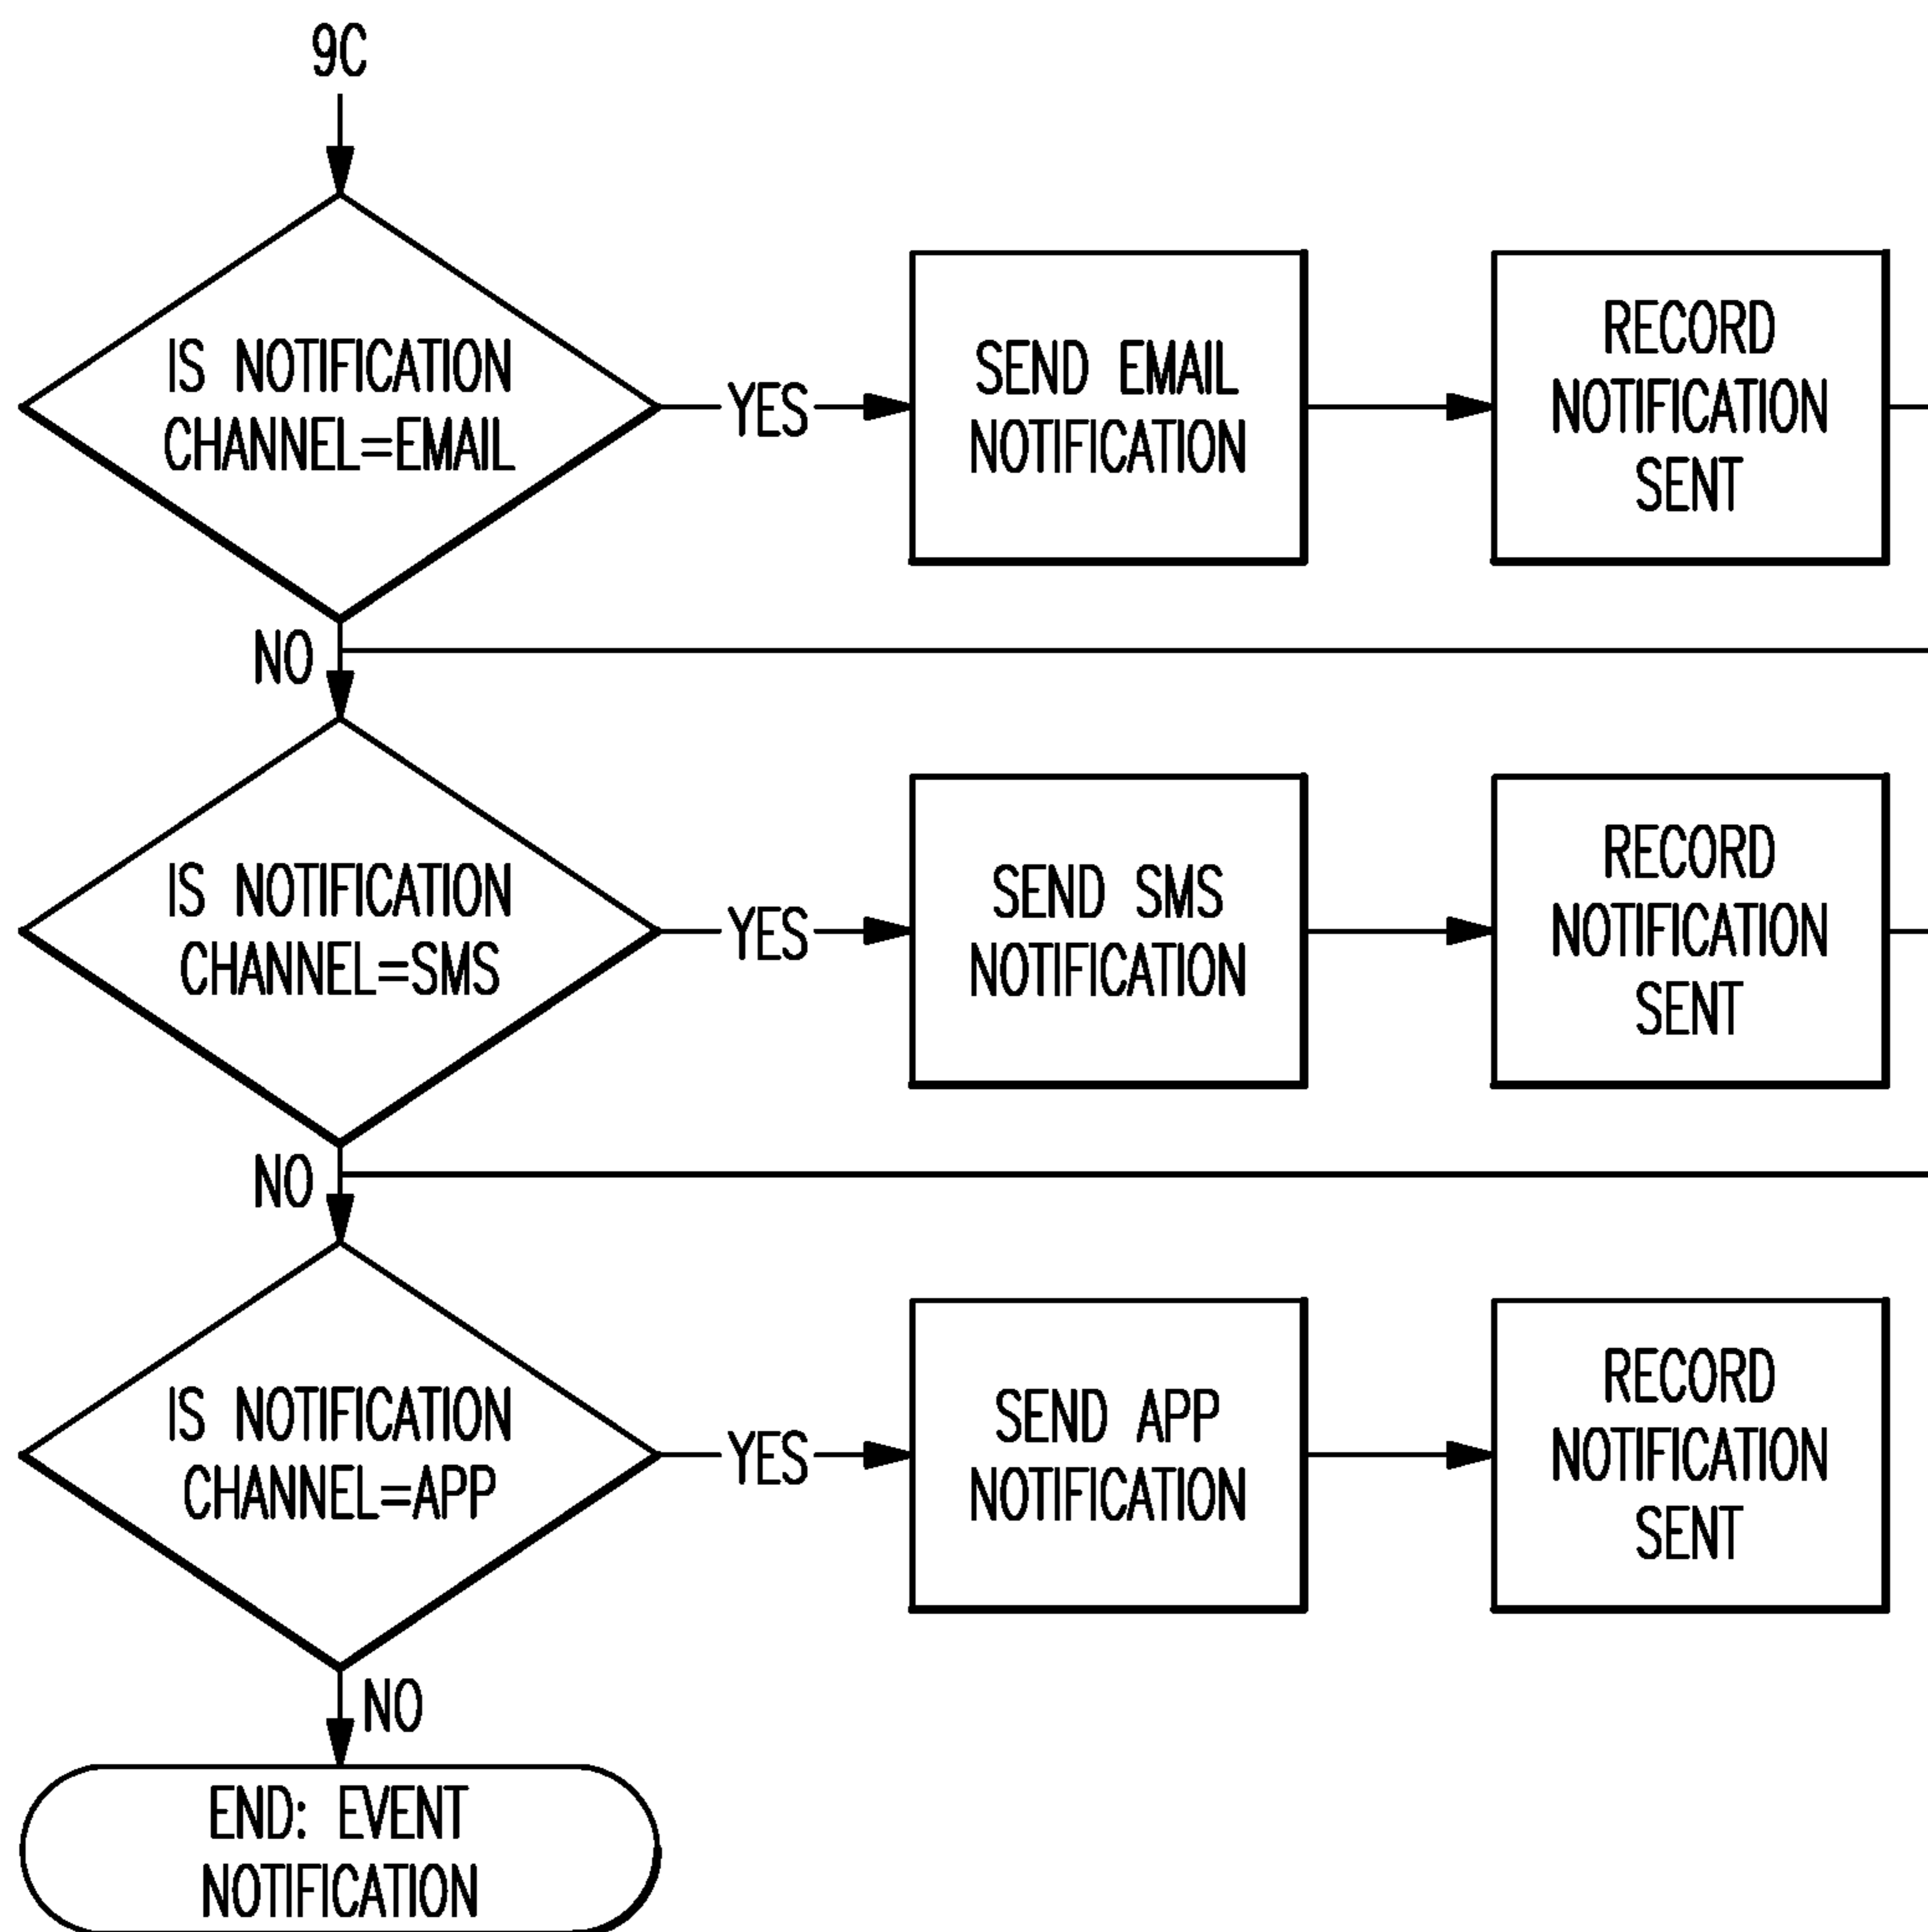 9C
IS NOTIFICATION
CHANNEL=EMAIL
YES
SEND EMAIL
NOTIFICATION
RECORD
NOTIFICATION
SENT
NO
IS NOTIFICATION
CHANNEL=SMS
YES
SEND SMS
NOTIFICATION
RECORD
NOTIFICATION
SENT
NO
IS NOTIFICATION
CHANNEL=APP
YES
SEND APP
NOTIFICATION
RECORD
NOTIFICATION
SENT
NO
END: EVENT
NOTIFICATION